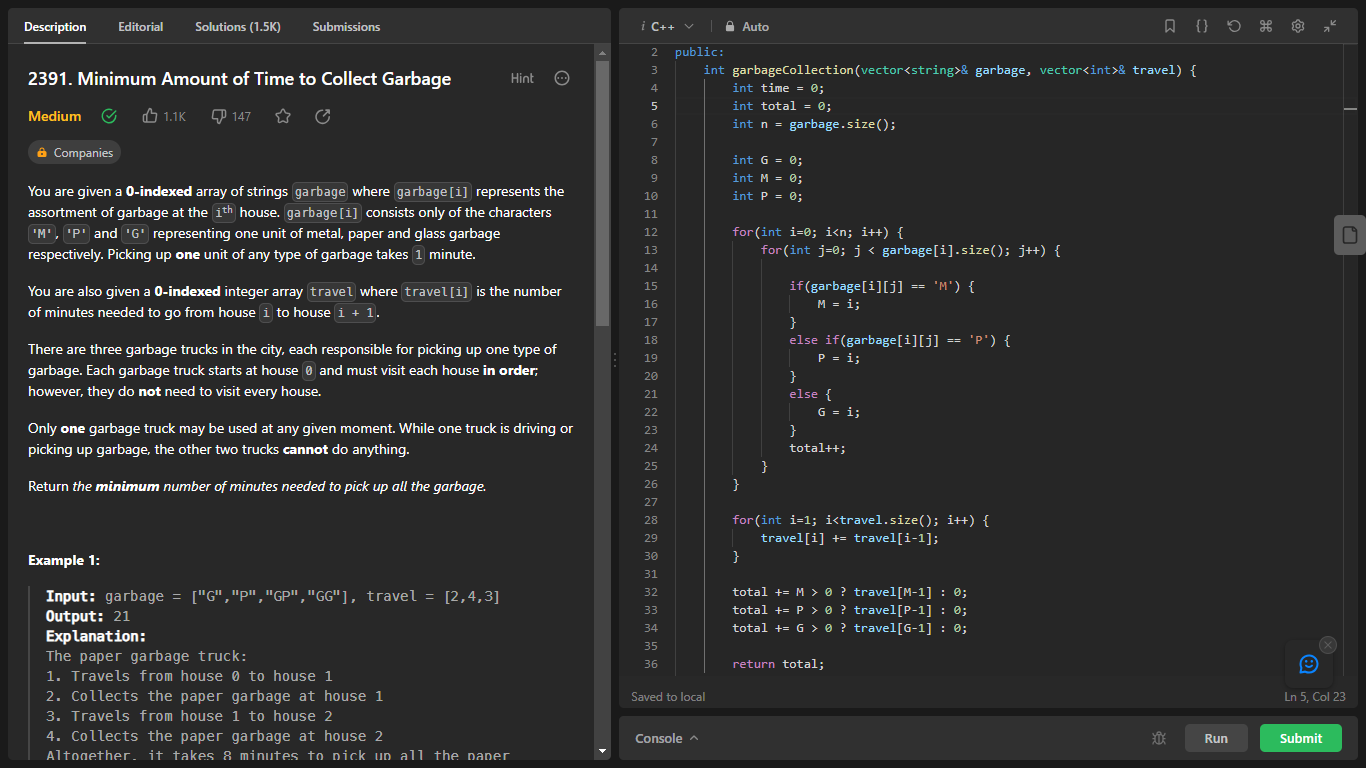 Description Editorial Solutions (1.5K) Submissions
2391. Minimum Amount of Time to Collect Garbage Hint
Medium 1.1K 147
Companies
You are given a 0-indexed array of strings garbage where garbage[i] represents the
assortment of garbage at the ith house. garbage[i] consists only of the characters
'M', 'P' and 'G' representing one unit of metal, paper and glass garbage
respectively. Picking up one unit of any type of garbage takes 1 minute.
You are also given a 0-indexed integer array travel where travel[i] is the number
of minutes needed to go from house i to house i + 1.
There are three garbage trucks in the city, each responsible for picking up one type of
garbage. Each garbage truck starts at house 0 and must visit each house in order;
however, they do not need to visit every house.
Only one garbage truck may be used at any given moment. While one truck is driving or
picking up garbage, the other two trucks cannot do anything.
Return the minimum number of minutes needed to pick up all the garbage.
Example 1:
Input: garbage = ["G","P","GP","GG"], travel = [2,4,3]
Output: 21
Explanation:
The paper garbage truck:
1. Travels from house 0 to house 1
2. Collects the paper garbage at house 1
3. Travels from house 1 to house 2
4. Collects the paper garbage at house 2
Altogether, it takes 8 minutes to pick up all the paper
i C++ Auto
2 public:
3 int garbageCollection(vector<string>& garbage, vector<int>& travel) {
4 int time = 0;
5 int total = 0;
6 int n = garbage.size();
7
8 int G = 0;
9 int M = 0;
10 int P = 0;
11
12 for(int i=0; i<n; i++) {
13 for(int j=0; j < garbage[i].size(); j++) {
14
15 if(garbage[i][j] == 'M') {
16 M = i;
17 }
18 else if(garbage[i][j] == 'P') {
19 P = i;
20 }
21 else {
22 G = i;
23 }
24 total++;
25 }
26 }
27
28 for(int i=1; i<travel.size(); i++) {
29 travel[i] += travel[i-1];
30 }
31
32 total += M > 0 ? travel[M-1] : 0;
33 total += P > 0 ? travel[P-1] : 0;
34 total += G > 0 ? travel[G-1] : 0;
35
36 return total;
Saved to local Ln 5, Col 23
Console Run Submit